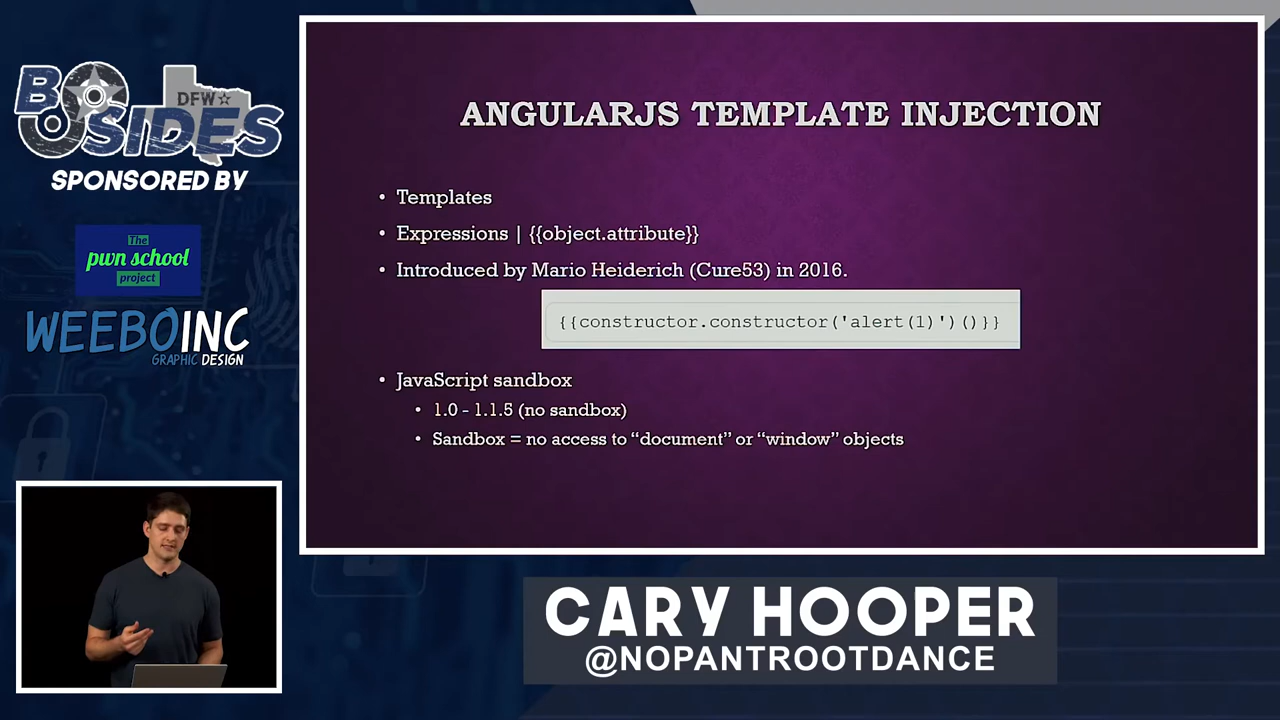 BSIDES
DFW
SPONSORED BY
The
pwn school
project
WEEBOINC
GRAPHIC DESIGN
ANGULARJS TEMPLATE INJECTION
• Templates
• Expressions | {{object.attribute}}
• Introduced by Mario Heiderich (Cure53) in 2016.
{{constructor.constructor('alert(1)')()}}
• JavaScript sandbox
• 1.0 - 1.1.5 (no sandbox)
• Sandbox = no access to “document” or “window” objects
CARY HOOPER
@NOPANTROOTDANCE